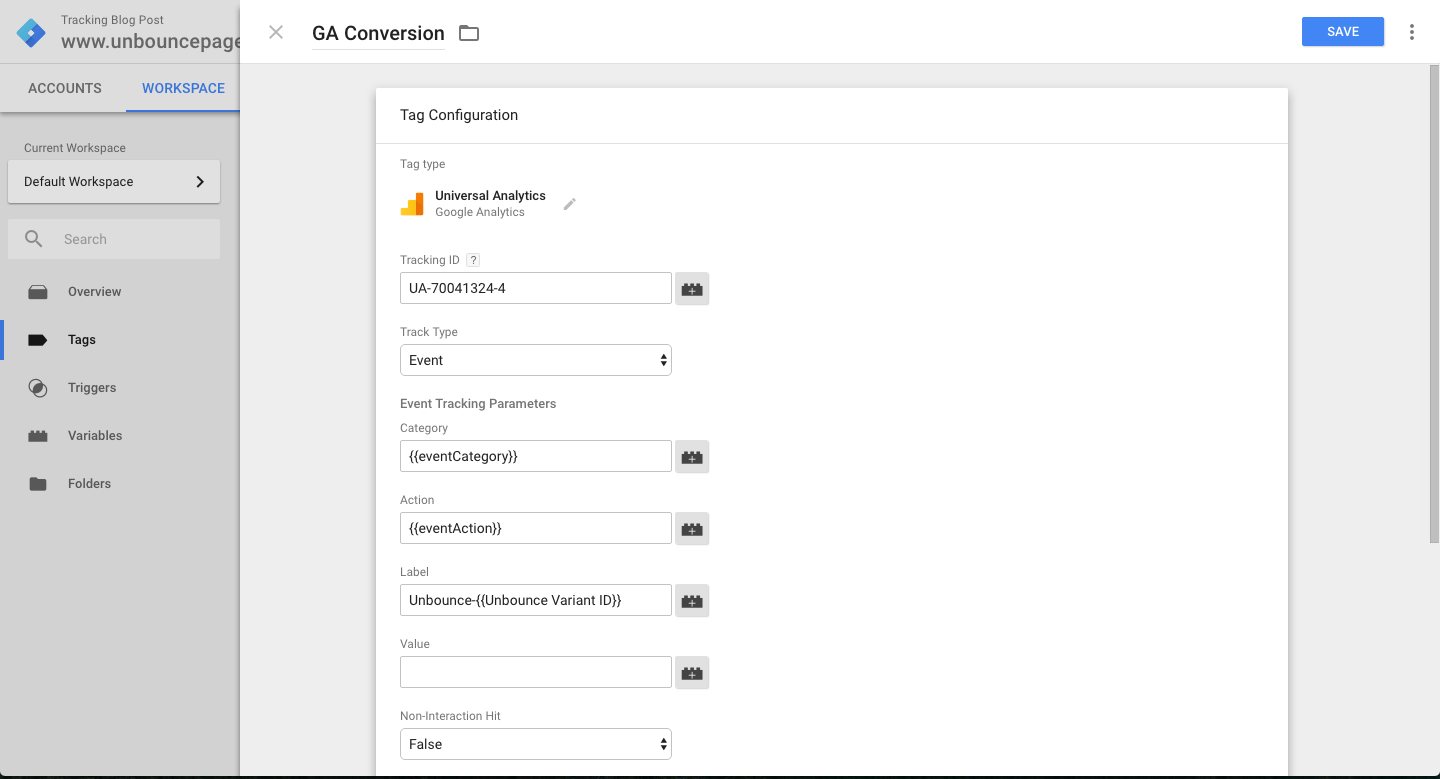 Tracking Blog Post
www.unbouncepage
GA Conversion
SAVE
ACCOUNTS
WORKSPACE
Current Workspace
Default Workspace
Search
Overview
Tags
Triggers
Variables
Folders
Tag Configuration
Tag type
Universal Analytics
Google Analytics
Tracking ID ?
UA-70041324-4
Track Type
Event
Event Tracking Parameters
Category
{{eventCategory}}
Action
{{eventAction}}
Label
Unbounce-{{Unbounce Variant ID}}
Value
Non-Interaction Hit
False